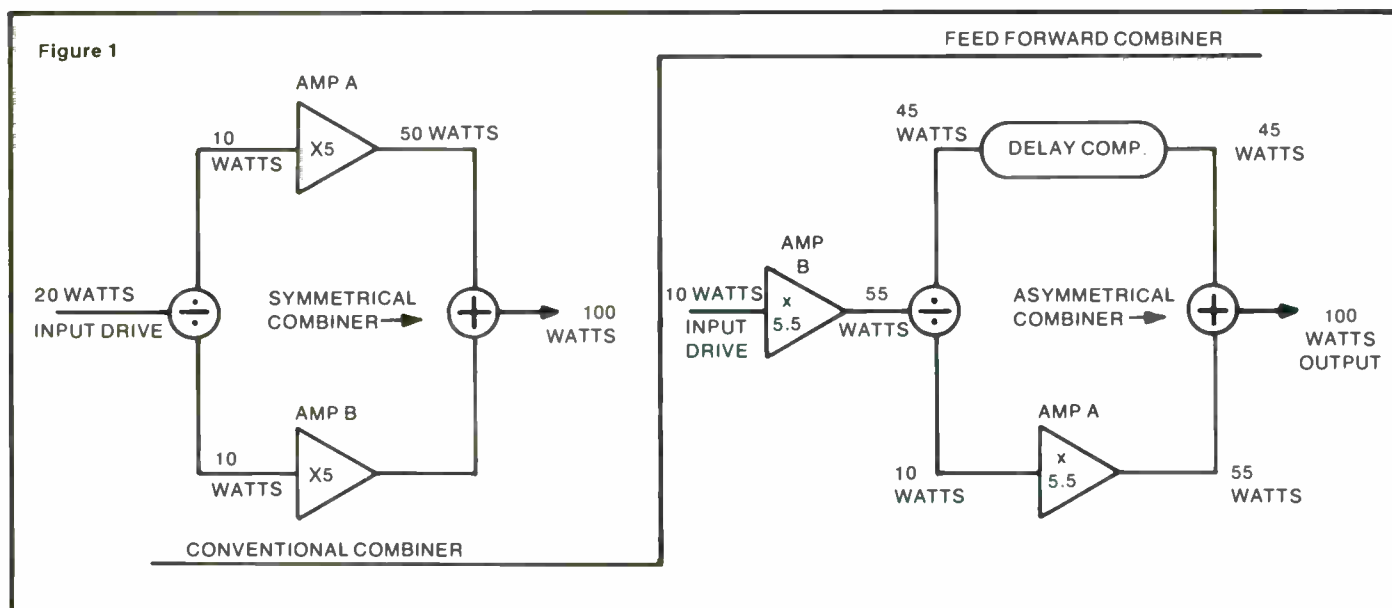 Figure 1
AMP A
10
WATTS
X5
50 WATTS
20 WATTS
INPUT DRIVE
÷
SYMMETRICAL
COMBINER
+
100
WATTS
AMP B
10
WATTS
X5
CONVENTIONAL COMBINER
FEED FORWARD COMBINER
45
WATTS
DELAY COMP.
45
WATTS
AMP
B
10 WATTS
INPUT
DRIVE
x
5.5
55
WATTS
÷
ASYMMETRICAL
COMBINER
+
100
WATTS
OUTPUT
AMP A
10
WATTS
x
5.5
55
WATTS